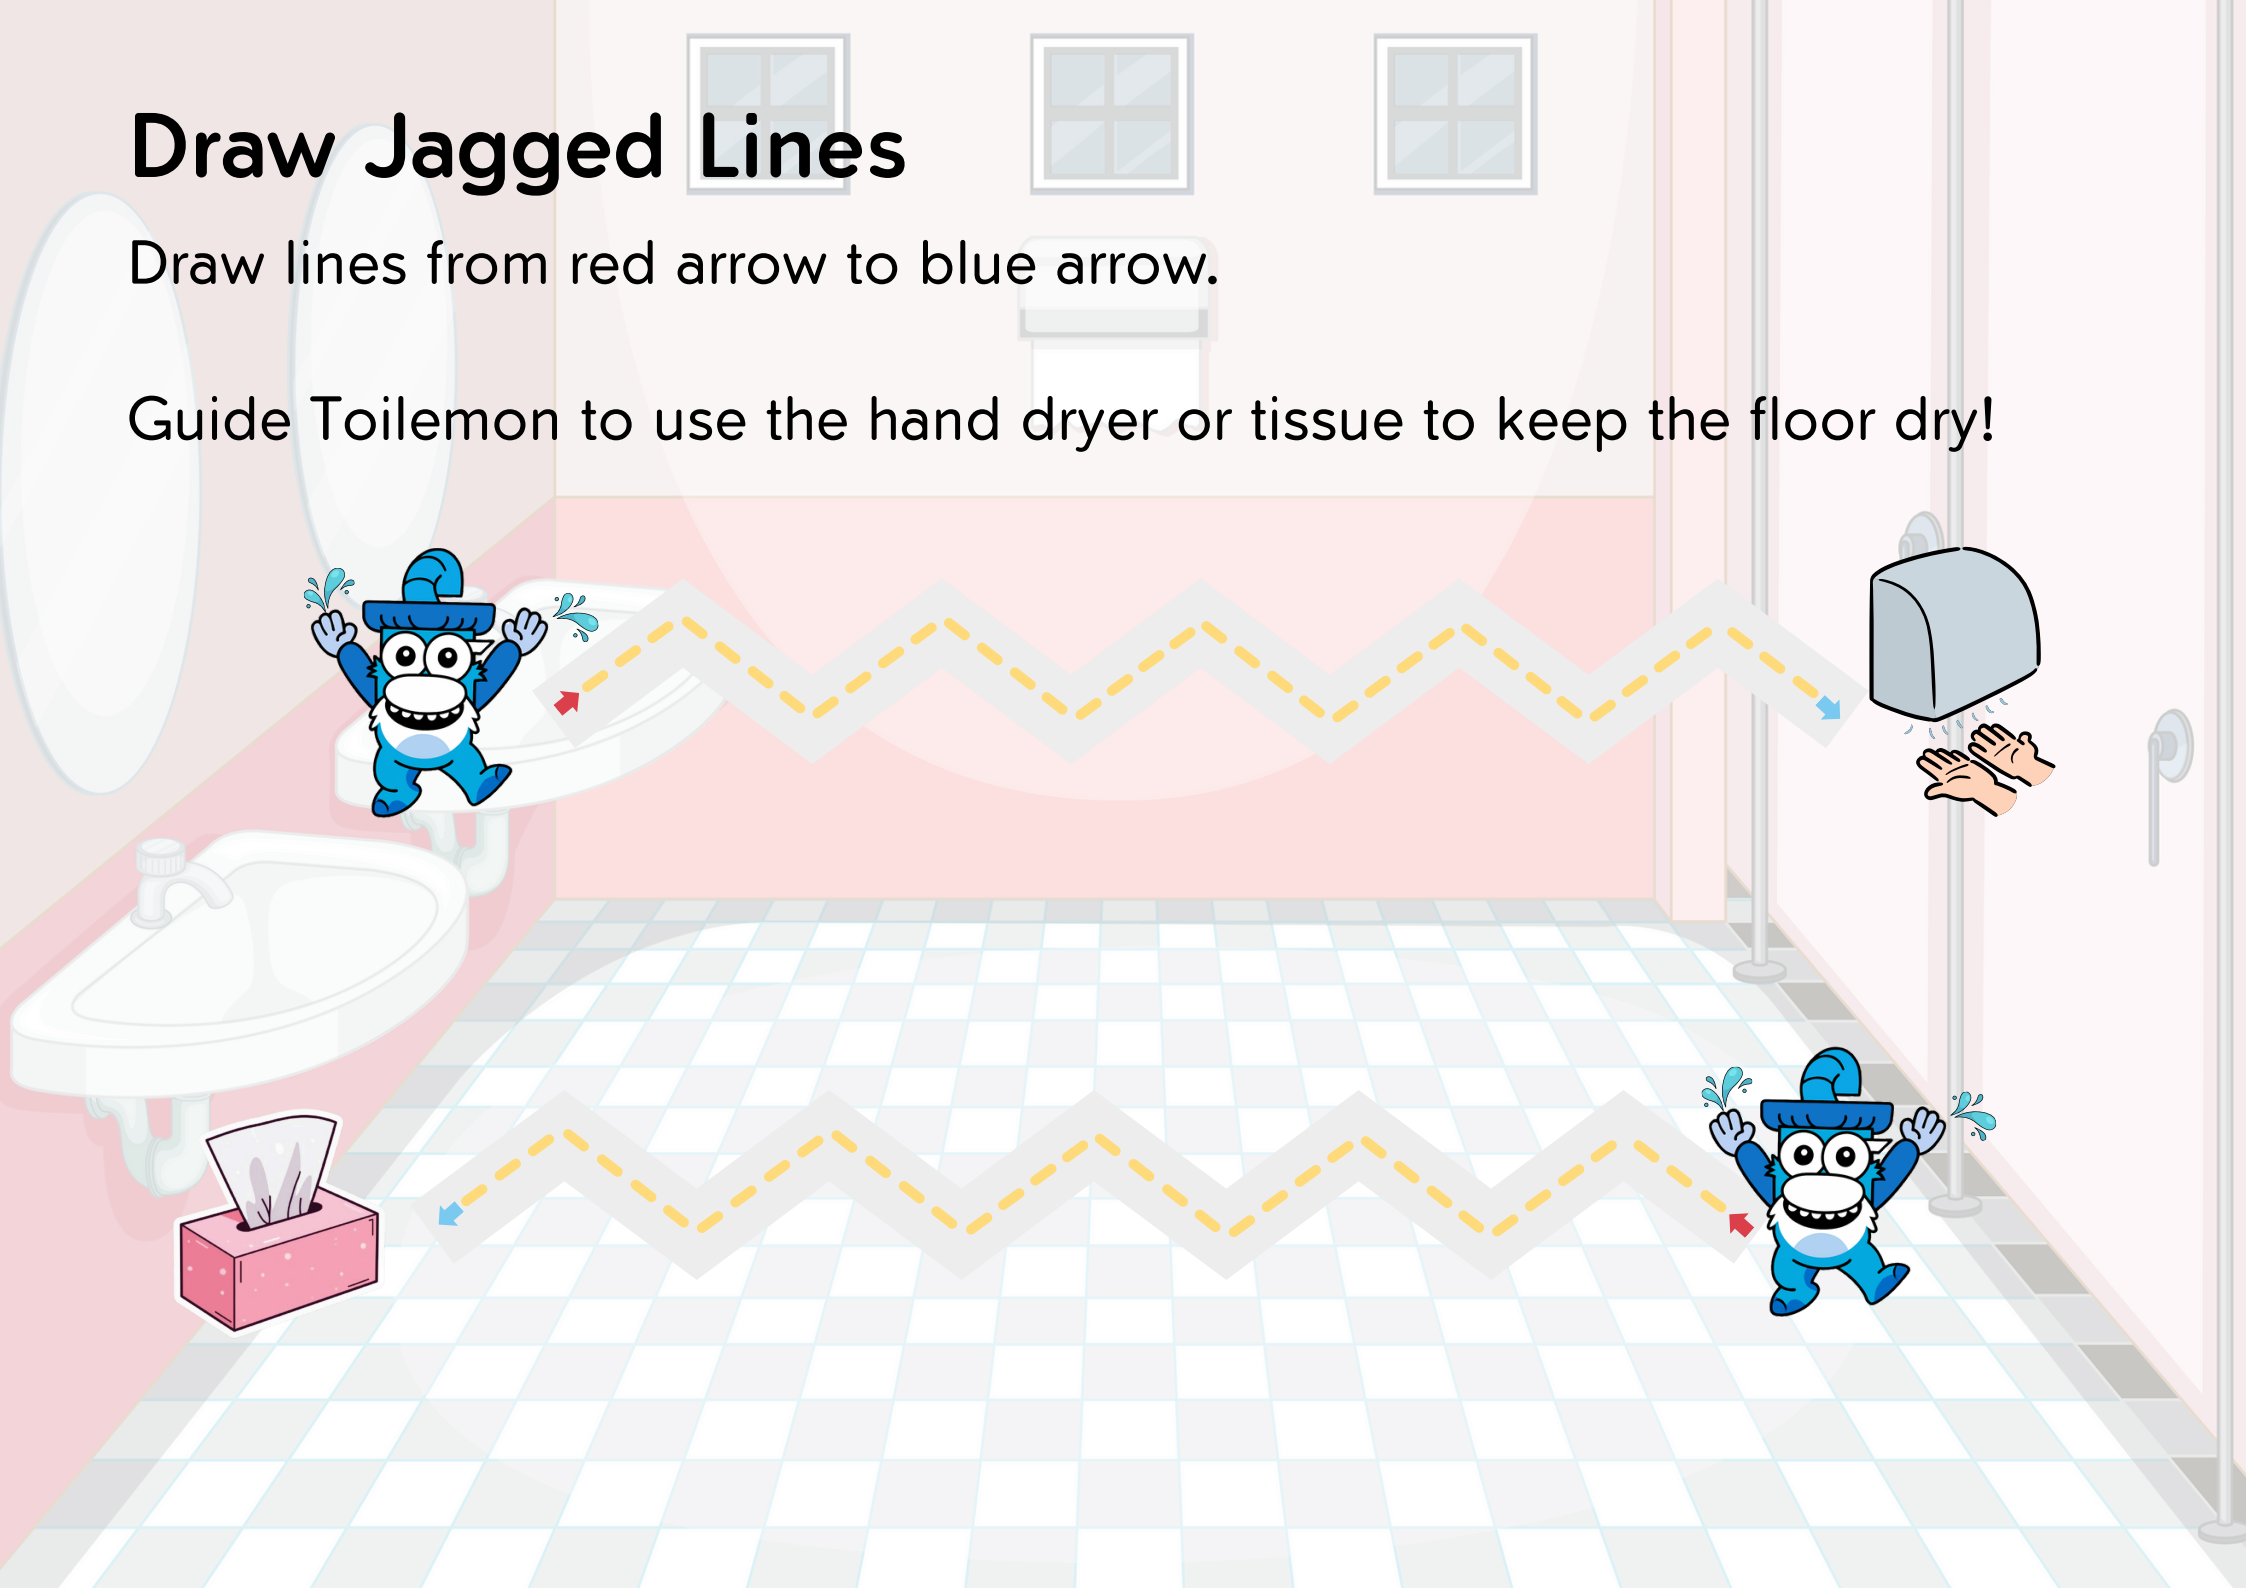 Draw Jagged Lines
Draw lines from red arrow to blue arrow.
Guide Toilemon to use the hand dryer or tissue to keep the floor dry!